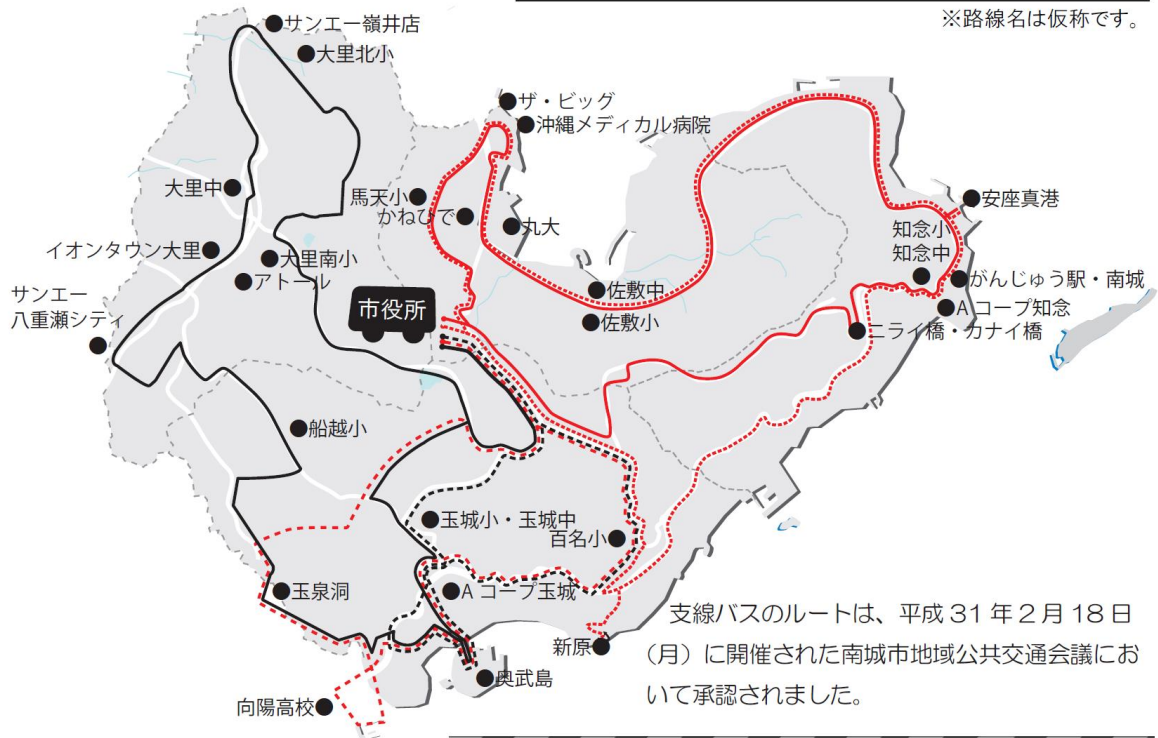 ※路線名は仮称です。
サンエー嶺井店
大里北小
ザ・ビッグ
沖縄メディカル病院
大里中
馬天小
かねひで
丸大
安座真港
知念小
知念中
イオンタウン大里
大里南小
アトール
がんじゅう駅・南城
佐敷中
サンエー
八重瀬シティ
市役所
A コープ知念
佐敷小
ニライ橋・カナイ橋
船越小
玉城小・玉城中
百名小
玉泉洞
A コープ玉城
新原
奥武島
向陽高校
支線バスのルートは、平成 31 年 2 月 18 日
（月）に開催された南城市地域公共交通会議にお
いて承認されました。